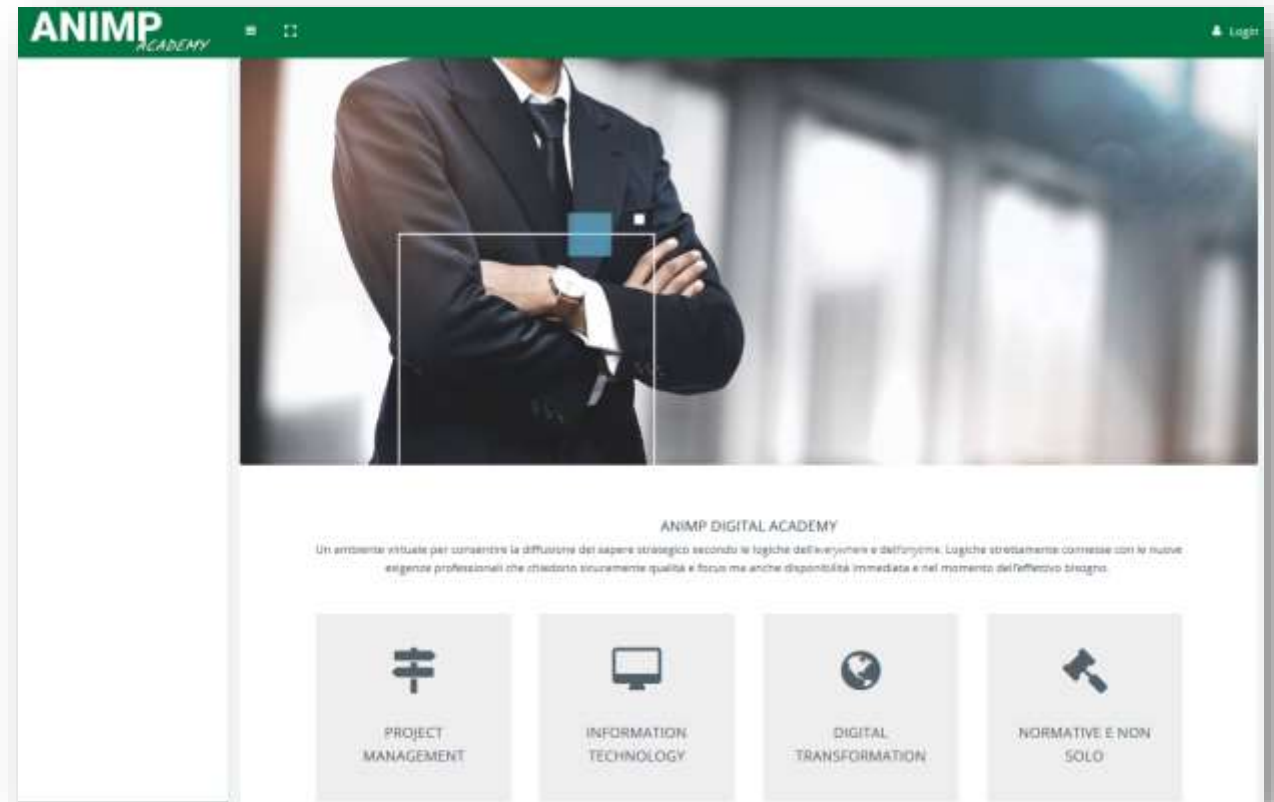 ANIMP
ACADEMY
Login
ANIMP DIGITAL ACADEMY
Un ambiente virtuale per consentire la diffusione del sapere strategico secondo le logiche dell'everywhere e dell'anytime. Logiche strettamente connesse con le nuove
esigenze professionali che chiedono sicuramente qualità e focus ma anche disponibilità immediata e nel momento dell'effettivo bisogno.
PROJECT
MANAGEMENT
INFORMATION
TECHNOLOGY
DIGITAL
TRANSFORMATION
NORMATIVE E NON
SOLO